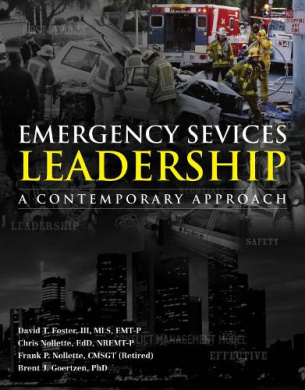 EMERGENCY SEVICES
LEADERSHIP
A CONTEMPORARY APPROACH
LEADERSHIP
SAFETY
CONFLICT MANAGEMENT MODEL
EFFECTIVE
David T. Foster, III, MLS, EMT-P
Chris Nollette, EdD, NREMT-P
Frank P. Nollette, CMSGT (Retired)
Brent J. Goertzen, PhD